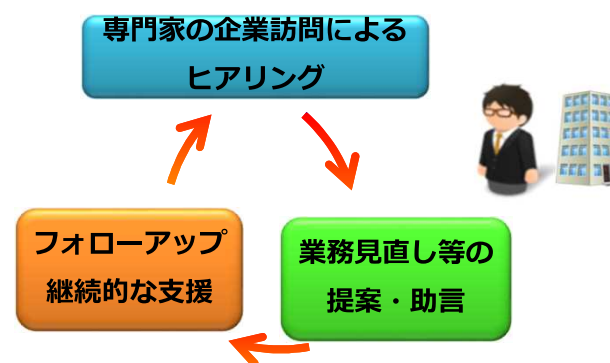 専門家の企業訪問による
ヒアリング
フォローアップ
継続的な支援
業務見直し等の
提案・助言